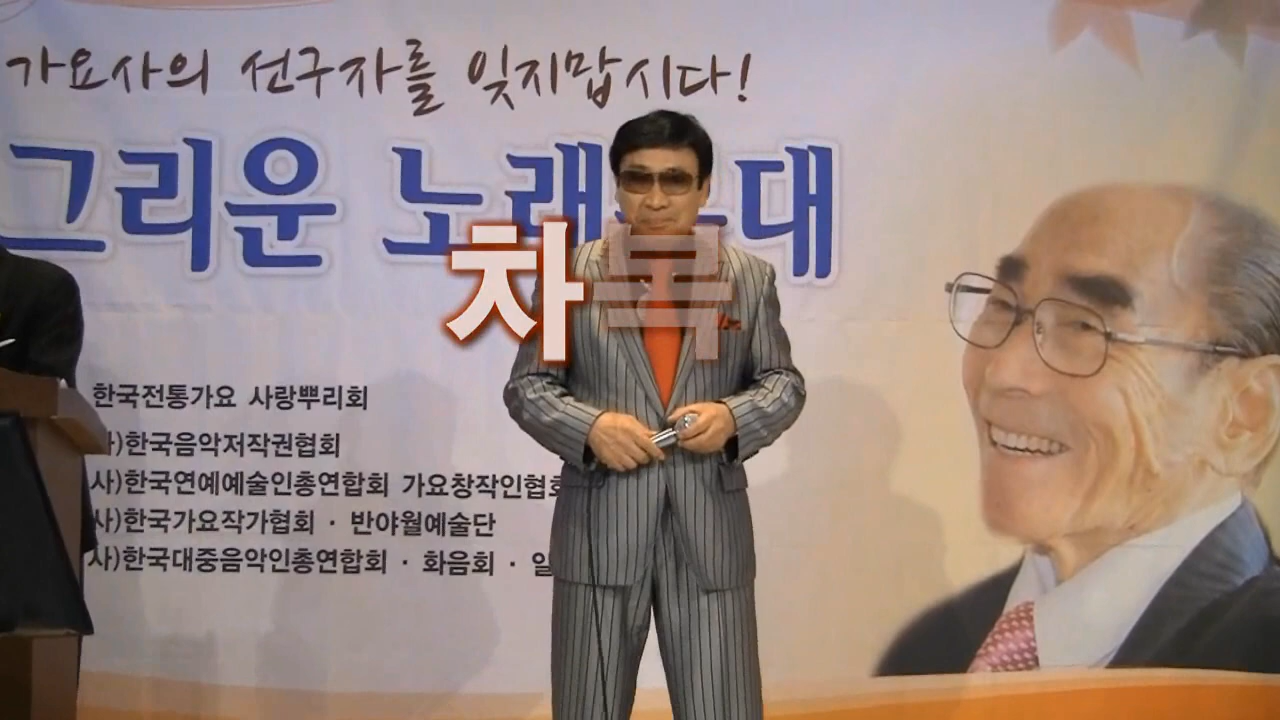 가요사의 선구자를 잊지맙시다!
그리운 노래 대
차
한국전통가요 사랑뿌리회
사)한국음악저작권협회
사)한국연예예술인총연합회 가요창작인협회
사)한국가요작가협회 · 반야월예술단
사)한국대중음악인총연합회 · 화음회 · 일